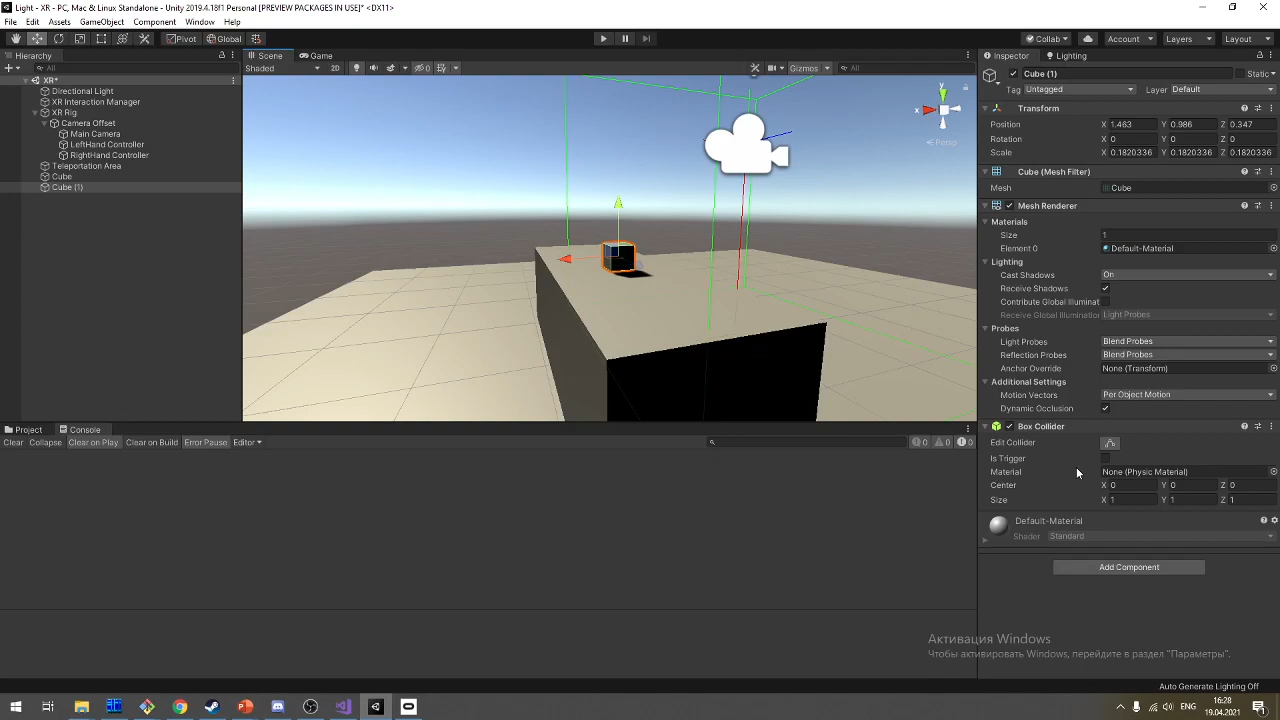 Light - XR - PC, Mac & Linux Standalone - Unity 2019.4.18f1 Personal [PREVIEW PACKAGES IN USE]* <DX11>
File Edit Assets GameObject Component Window Help
Pivot Global Collab Account Layers Layout
Hierarchy
All
XR*
Directional Light
XR Interaction Manager
XR Rig
Camera Offset
Main Camera
LeftHand Controller
RightHand Controller
Teleportation Area
Cube
Cube (1)
Scene Game
Shaded 2D 0 Gizmos All
y
x
Persp
Project Console
Clear Collapse Clear on Play Clear on Build Error Pause Editor 0 0 0
Inspector Lighting
Cube (1) Static
Tag Untagged Layer Default
Transform
Position X 1.463 Y 0.986 Z 0.347
Rotation X 0 Y 0 Z 0
Scale X 0.1820336 Y 0.1820336 Z 0.1820336
Cube (Mesh Filter)
Mesh Cube
Mesh Renderer
Materials
Size 1
Element 0 Default-Material
Lighting
Cast Shadows On
Receive Shadows
Contribute Global Illuminat
Receive Global Illumination Light Probes
Probes
Light Probes Blend Probes
Reflection Probes Blend Probes
Anchor Override None (Transform)
Additional Settings
Motion Vectors Per Object Motion
Dynamic Occlusion
Box Collider
Edit Collider
Is Trigger
Material None (Physic Material)
Center X 0 Y 0 Z 0
Size X 1 Y 1 Z 1
Default-Material
Shader Standard
Add Component
Активация Windows
Чтобы активировать Windows, перейдите в раздел "Параметры".
Auto Generate Lighting Off
16:28
19.04.2021